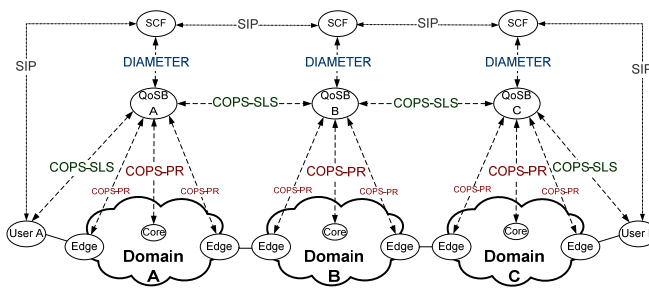 SCF
SIP
SCF
SIP
SCF
SIP
SIP
DIAMETER
DIAMETER
DIAMETER
QoSB
A
COPS-SLS
QoSB
B
COPS-SLS
QoSB
C
COPS-SLS
COPS-PR
COPS-PR
COPS-PR
COPS-SLS
COPS-PR
COPS-PR
COPS-PR
COPS-PR
COPS-PR
COPS-PR
User A
Edge
Core
Edge
Edge
Core
Edge
Edge
Core
Edge
User
Domain
A
Domain
B
Domain
C